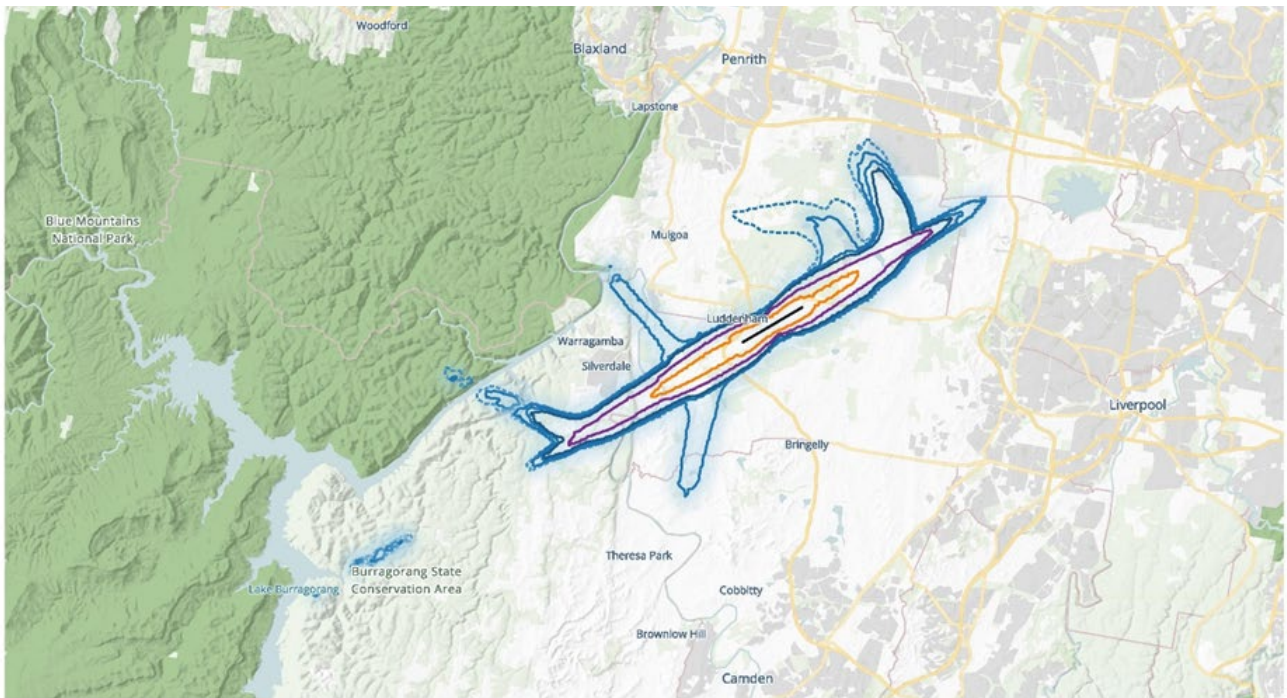 Woodford
Blaxland
Penrith
Lapstone
Blue Mountains
National Park
Mulgoa
Luddenham
Warragamba
Silverdale
Liverpool
Bringelly
Theresa Park
Burragorang State
Conservation Area
Lake Burragorang
Cobbitty
Brownlow Hill
Camden